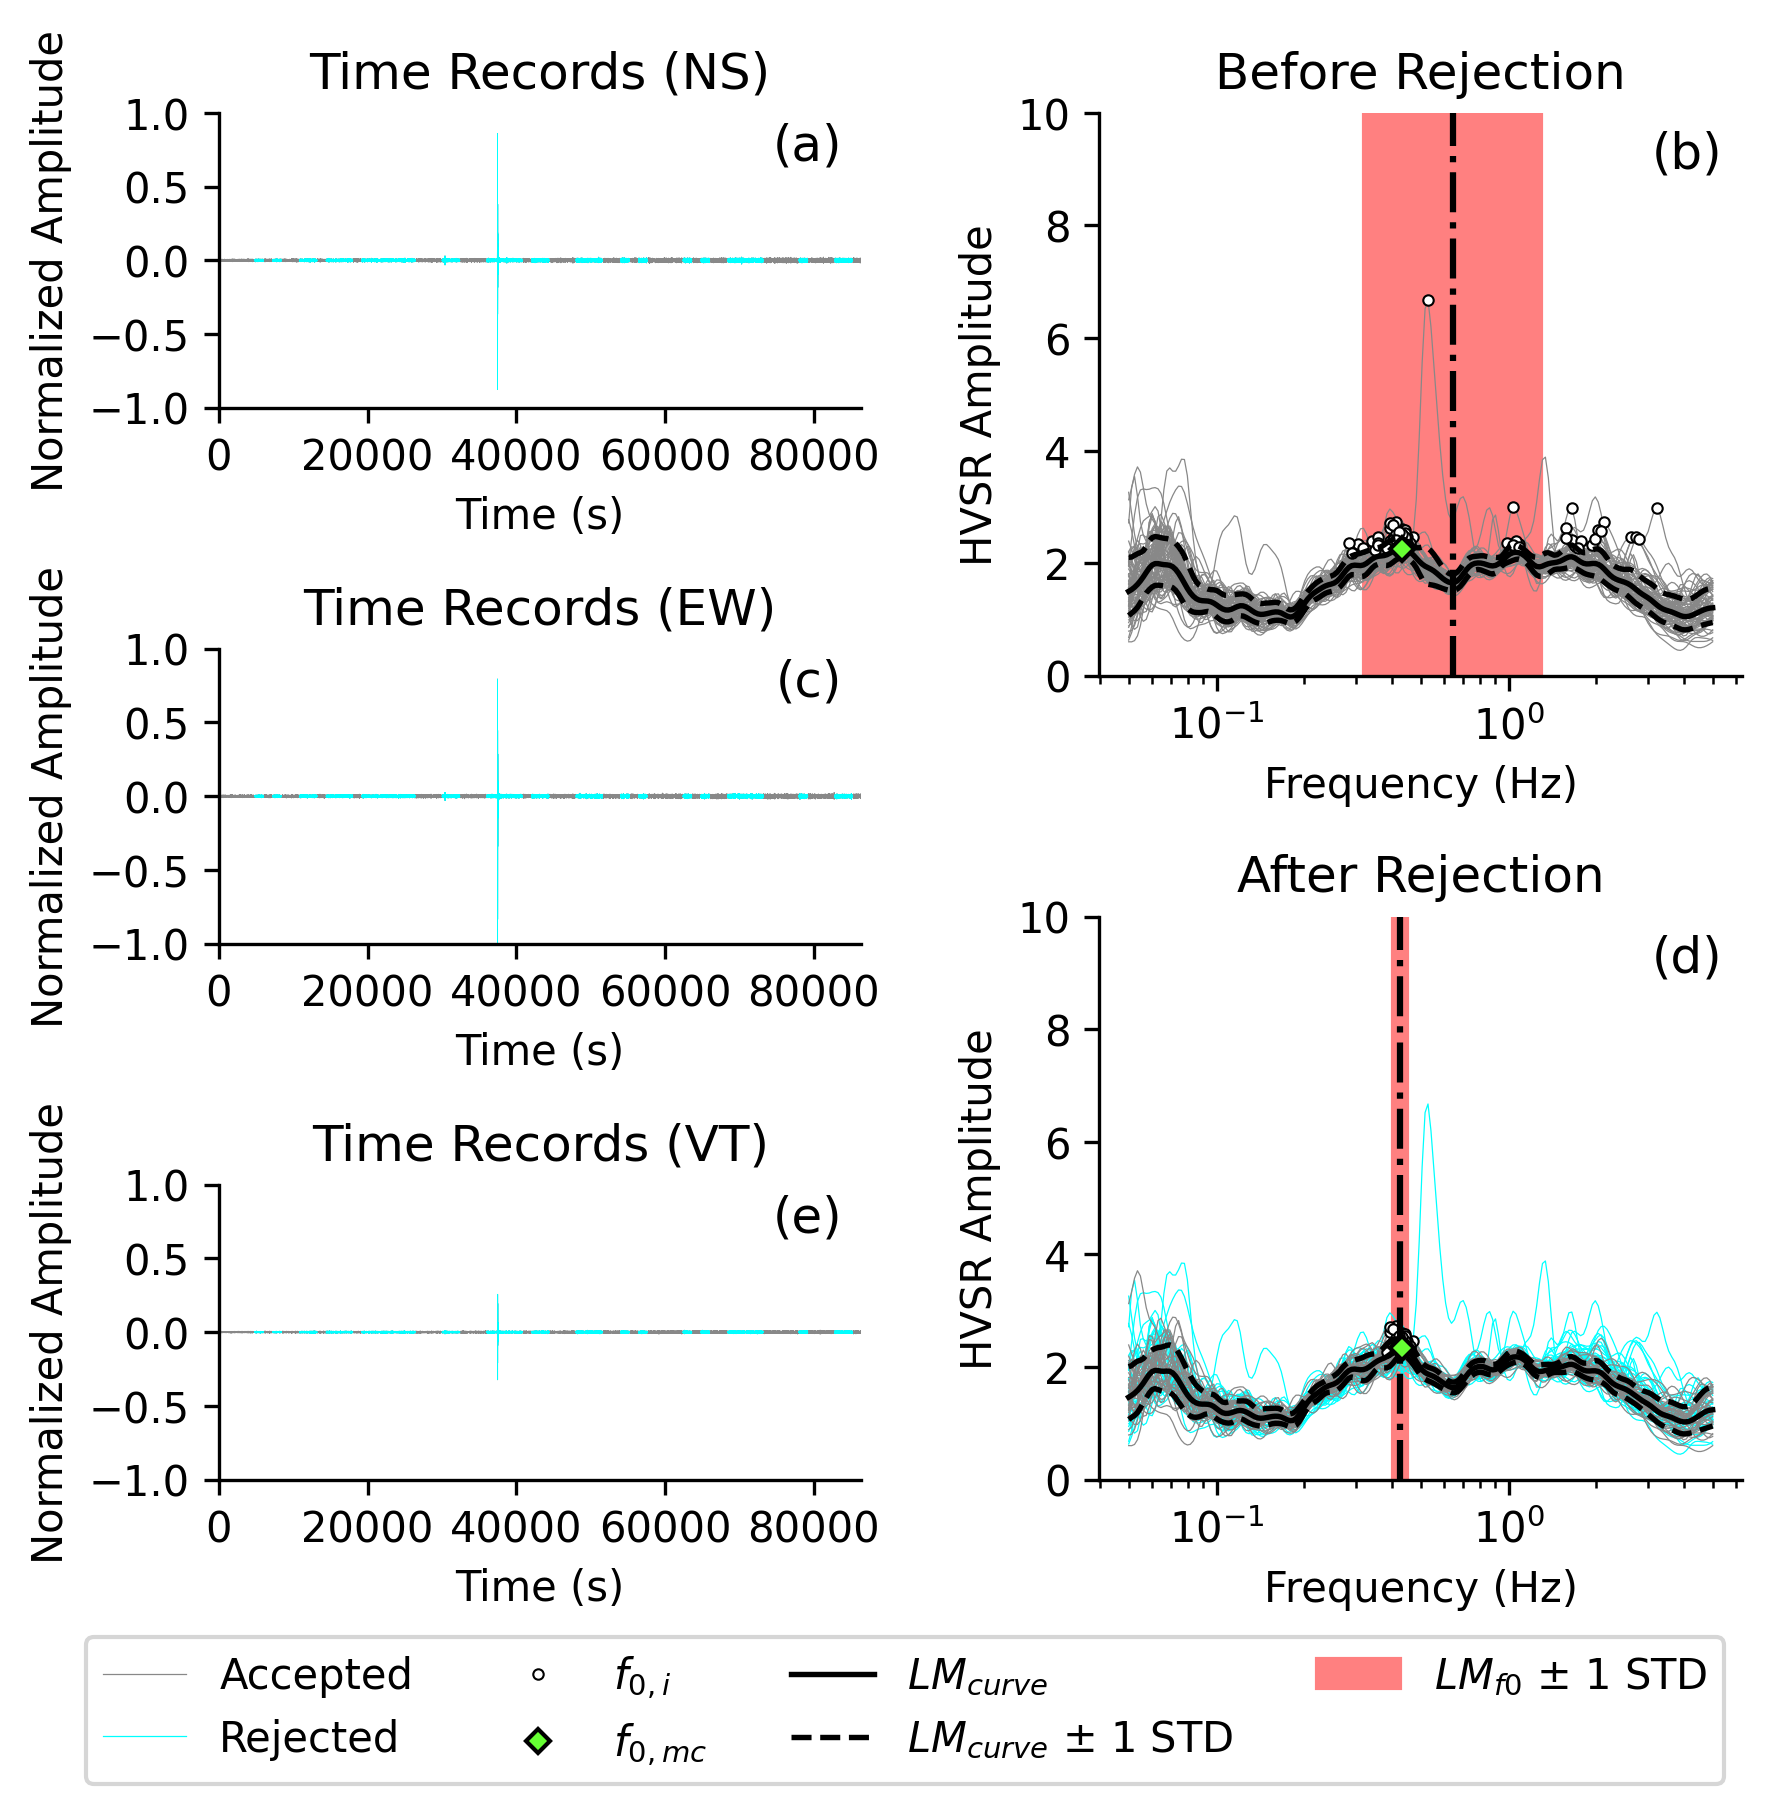 Time Records (NS)
(a)
Normalized Amplitude
1.0
0.5
0.0
−0.5
−1.0
0 20000 40000 60000 80000
Time (s)
Before Rejection
(b)
HVSR Amplitude
10
8
6
4
2
0
10⁻¹ 10⁰
Frequency (Hz)
Time Records (EW)
(c)
Normalized Amplitude
1.0
0.5
0.0
−0.5
−1.0
0 20000 40000 60000 80000
Time (s)
After Rejection
(d)
HVSR Amplitude
10
8
6
4
2
0
10⁻¹ 10⁰
Frequency (Hz)
Time Records (VT)
(e)
Normalized Amplitude
1.0
0.5
0.0
−0.5
−1.0
0 20000 40000 60000 80000
Time (s)
Accepted
Rejected
f0,i
f0,mc
LMcurve
LMcurve ± 1 STD
LMf0 ± 1 STD